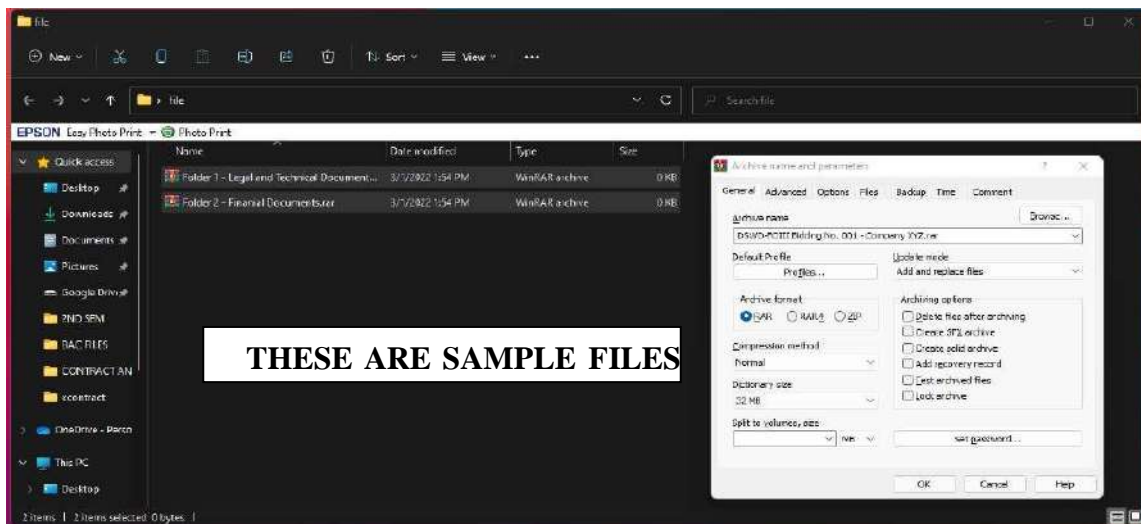 file
New
Sort
View
file
Search file
EPSON Easy Photo Print
Photo Print
Name
Date modified
Type
Size
Quick access
Desktop
Downloads
Documents
Pictures
Google Drive
2ND SEM
BAC FILES
CONTRACT AN
xcontract
OneDrive - Perso
This PC
Desktop
Folder 1 - Legal and Technical Document...
3/1/2022 1:54 PM
WinRAR archive
0 KB
Folder 2 - Finanial Documents.rar
3/1/2022 1:54 PM
WinRAR archive
0 KB
THESE ARE SAMPLE FILES
Archive name and parameters
General Advanced Options Files Backup Time Comment
Archive name
Browse...
DSWD-FOIII Bidding No. 001 - Company XYZ.rar
Default Profile
Profiles...
Update mode
Add and replace files
Archive format
RAR RAR4 ZIP
Compression method
Normal
Dictionary size
32 MB
Split to volumes, size
MB
Archiving options
Delete files after archiving
Create SFX archive
Create solid archive
Add recovery record
Test archived files
Lock archive
Set password...
OK Cancel Help
2 items 2 items selected 0 bytes